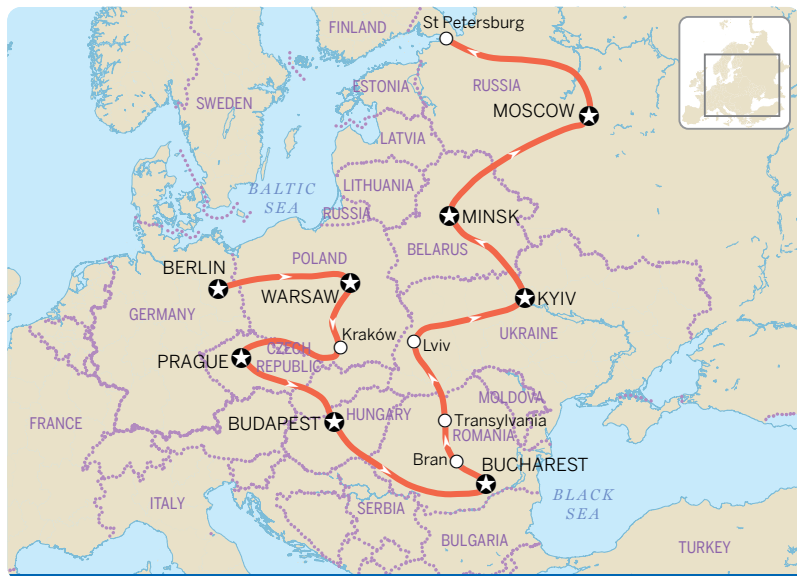 St Petersburg
FINLAND
RUSSIA
ESTONIA
SWEDEN
MOSCOW
LATVIA
BALTIC
SEA
LITHUANIA
RUSSIA
MINSK
BELARUS
POLAND
BERLIN
WARSAW
KYIV
GERMANY
UKRAINE
Kraków
Lviv
CZECH
REPUBLIC
PRAGUE
MOLDOVA
FRANCE
BUDAPEST
HUNGARY
Transylvania
ROMANIA
Bran
BUCHAREST
ITALY
SERBIA
BLACK
SEA
BULGARIA
TURKEY